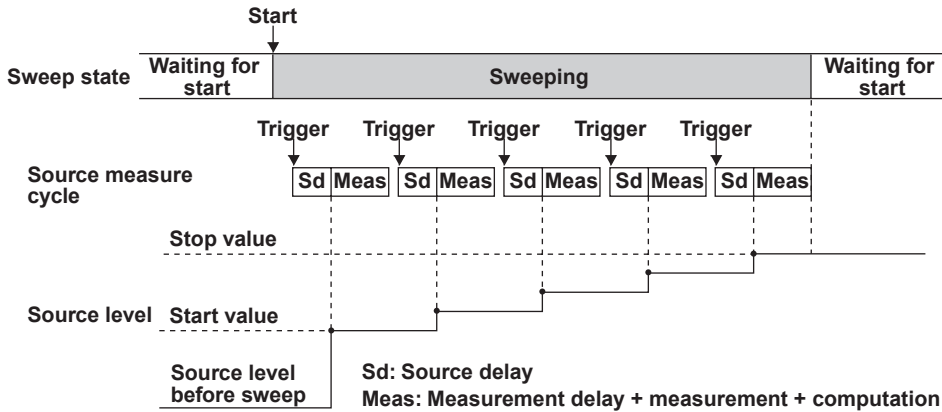 Start
Sweep state
Waiting for
start
Sweeping
Waiting for
start
Trigger
Trigger
Trigger
Trigger
Trigger
Source measure
cycle
Sd
Meas
Sd
Meas
Sd
Meas
Sd
Meas
Sd
Meas
Stop value
Source level
Start value
Source level
before sweep
Sd: Source delay
Meas: Measurement delay + measurement + computation